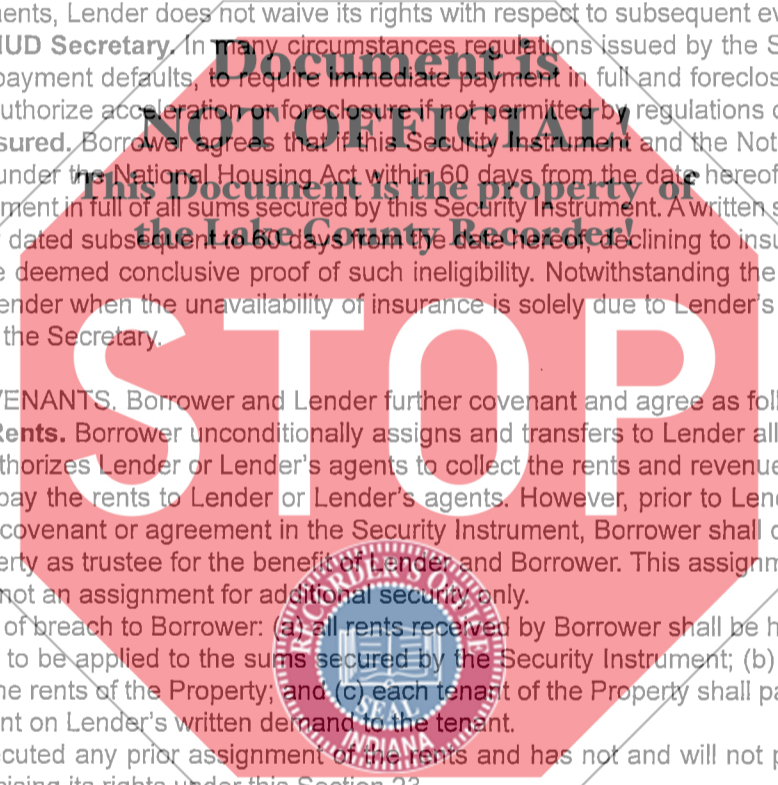 ents, Lender does not waive its rights with respect to subsequent ev
IUD Secretary. In many circumstances regulations issued by the S
payment defaults, to require immediate payment in full and foreclos
uthorize acceleration or foreclosure if not permitted by regulations o
sured. Borrower agrees that if this Security Instrument and the Not
under the National Housing Act within 60 days from the date hereof
ment in full of all sums secured by this Security Instrument. A written s
dated subsequent to 60 days from the date hereof, declining to insu
e deemed conclusive proof of such ineligibility. Notwithstanding the
ender when the unavailability of insurance is solely due to Lender's
the Secretary.
Document is
NOT OFFICIAL!
This Document is the property of
the Lake County Recorder!
STOP
VENANTS. Borrower and Lender further covenant and agree as foll
Rents. Borrower unconditionally assigns and transfers to Lender all
thorizes Lender or Lender's agents to collect the rents and revenue
pay the rents to Lender or Lender's agents. However, prior to Lend
covenant or agreement in the Security Instrument, Borrower shall c
erty as trustee for the benefit of Lender and Borrower. This assignm
not an assignment for additional security only.
of breach to Borrower: (a) all rents received by Borrower shall be h
to be applied to the sums secured by the Security Instrument; (b)
he rents of the Property; and (c) each tenant of the Property shall pa
nt on Lender's written demand to the tenant.
cuted any prior assignment of the rents and has not and will not p
ising its rights under this Section 23.
RECORDER'S OFFICE
SEAL
INDIANA